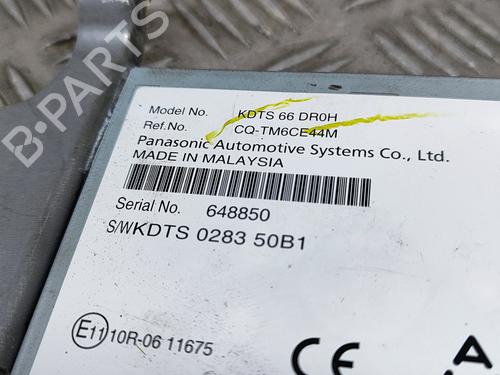 B-PARTS
Model No. KDTS 66 DR0H
Ref.No. CQ-TM6CE44M
Panasonic Automotive Systems Co., Ltd.
MADE IN MALAYSIA
Serial No. 648850
S/WKDTS 0283 50B1
E11 10R-06 11675
CE